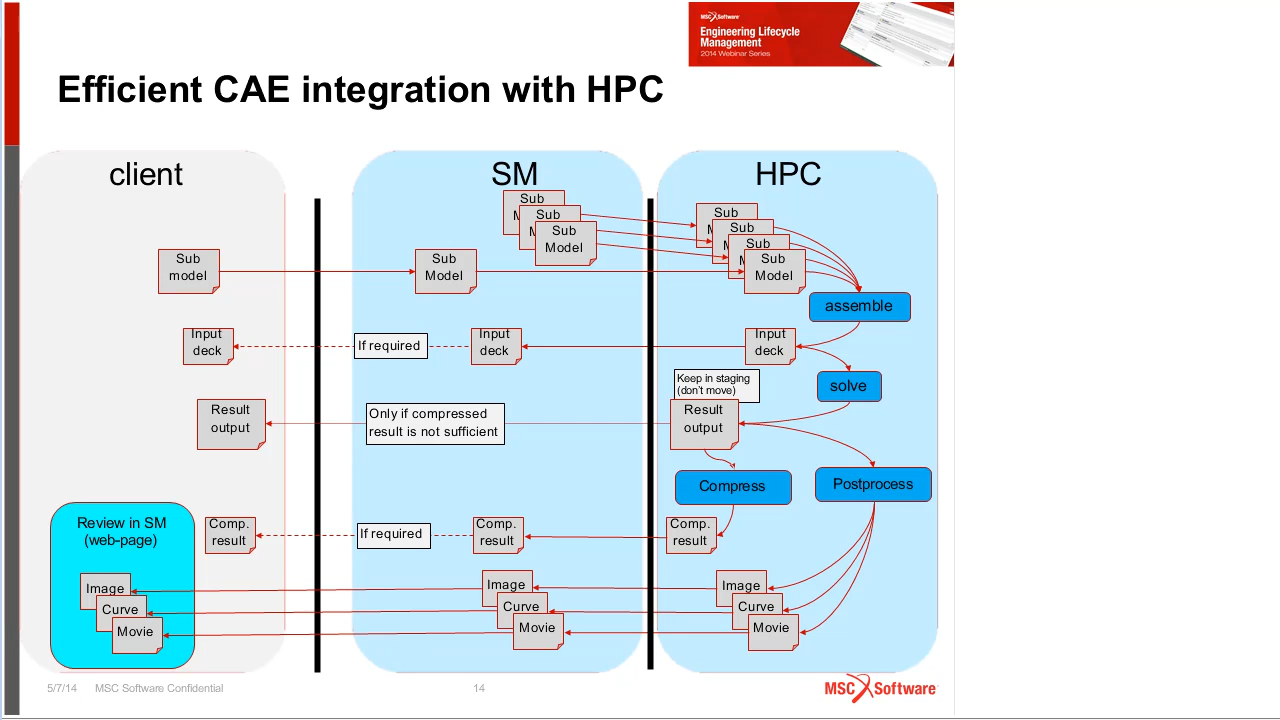 MSC Software
Engineering Lifecycle
Management
2014 Webinar Series
Efficient CAE integration with HPC
client
SM
HPC
Sub
Sub
Sub
Model
Sub
Sub
Sub
Sub
Model
Sub
model
Sub
Model
assemble
Input
deck
If required
Input
deck
Input
deck
solve
Keep in staging
(don't move)
Result
output
Only if compressed
result is not sufficient
Result
output
Compress
Postprocess
Review in SM
(web-page)
Comp.
result
If required
Comp.
result
Comp.
result
Image
Curve
Movie
Image
Curve
Movie
Image
Curve
Movie
5/7/14
MSC Software Confidential
14
MSC Software